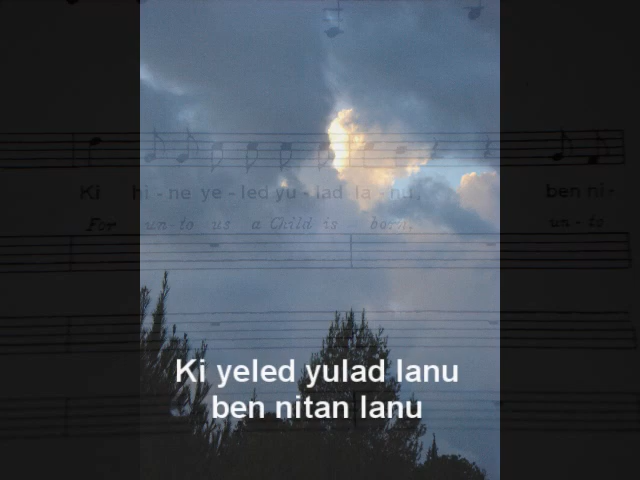 Ki hi - ne ye - led yu - lad la - nu, ben ni -
For un - to us a Child is born, un - to
Ki yeled yulad lanu
ben nitan lanu